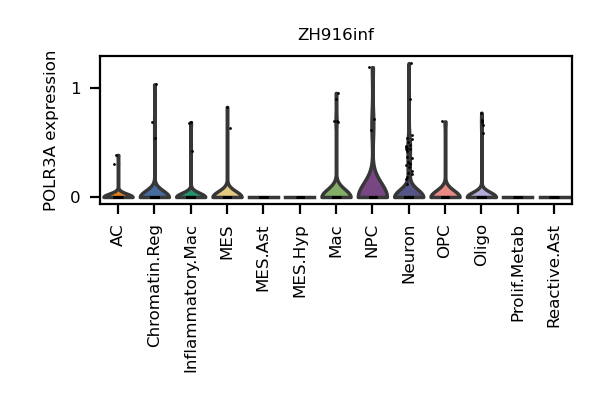 ZH916inf
POLR3A expression
1
0
AC
Chromatin.Reg
Inflammatory.Mac
MES
MES.Ast
MES.Hyp
Mac
NPC
Neuron
OPC
Oligo
Prolif.Metab
Reactive.Ast